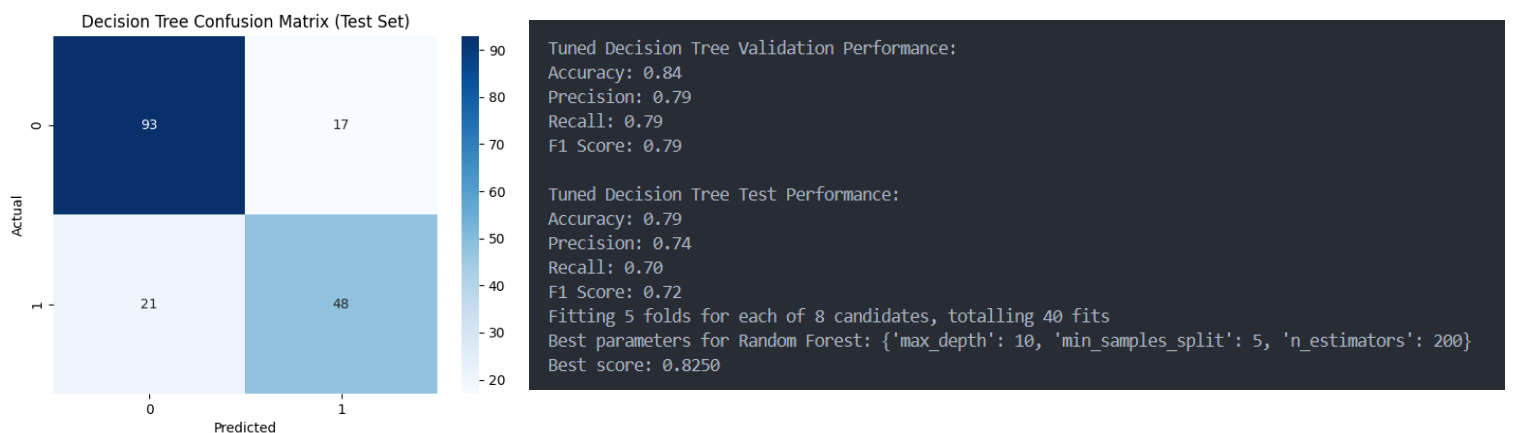 Decision Tree Confusion Matrix (Test Set)
93 17
21 48
0
1
Actual
0 1
Predicted
90
80
70
60
50
40
30
20
Tuned Decision Tree Validation Performance:
Accuracy: 0.84
Precision: 0.79
Recall: 0.79
F1 Score: 0.79
Tuned Decision Tree Test Performance:
Accuracy: 0.79
Precision: 0.74
Recall: 0.70
F1 Score: 0.72
Fitting 5 folds for each of 8 candidates, totalling 40 fits
Best parameters for Random Forest: {'max_depth': 10, 'min_samples_split': 5, 'n_estimators': 200}
Best score: 0.8250